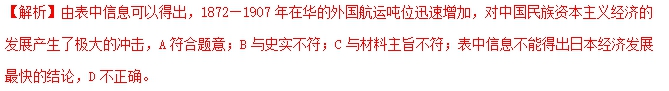 【解析】由表中信息可以得出，1872—1907 年在华的外国航运吨位迅速增加，对中国民族资本主义经济的
发展产生了极大的冲击，A 符合题意；B 与史实不符；C 与材料主旨不符；表中信息不能得出日本经济发展
最快的结论，D 不正确。